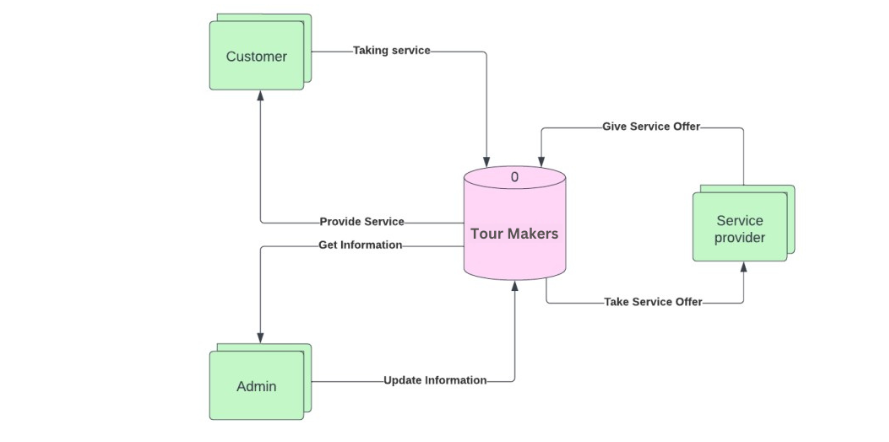 Customer
Taking service
Give Service Offer
0
Tour Makers
Service
provider
Provide Service
Get Information
Take Service Offer
Admin
Update Information